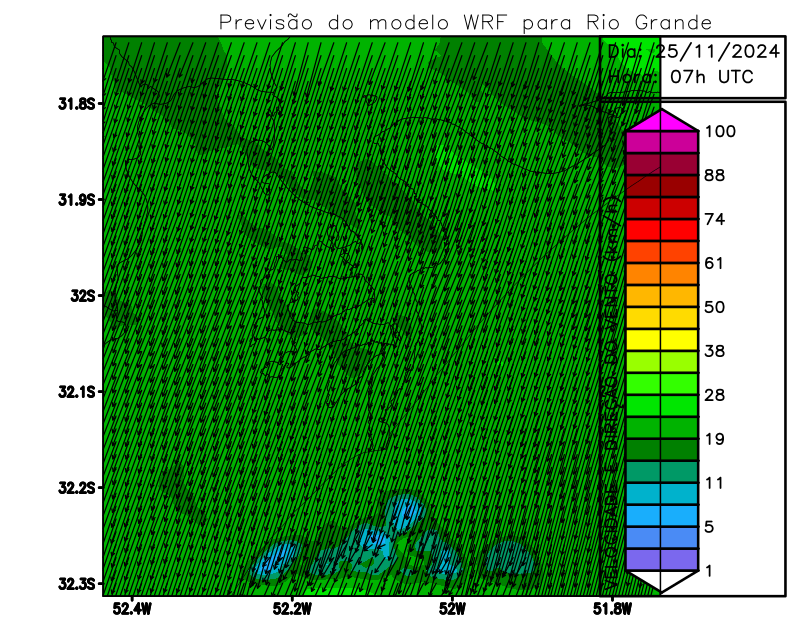 Previsão do modelo WRF para Rio Grande
Dia: 25/11/2024
Hora: 07h UTC
31.8S
31.9S
32S
32.1S
32.2S
32.3S
52.4W
52.2W
52W
51.8W
VELOCIDADE E DIREÇÃO DO VENTO (km/h)
100
88
74
61
50
38
28
19
11
5
1